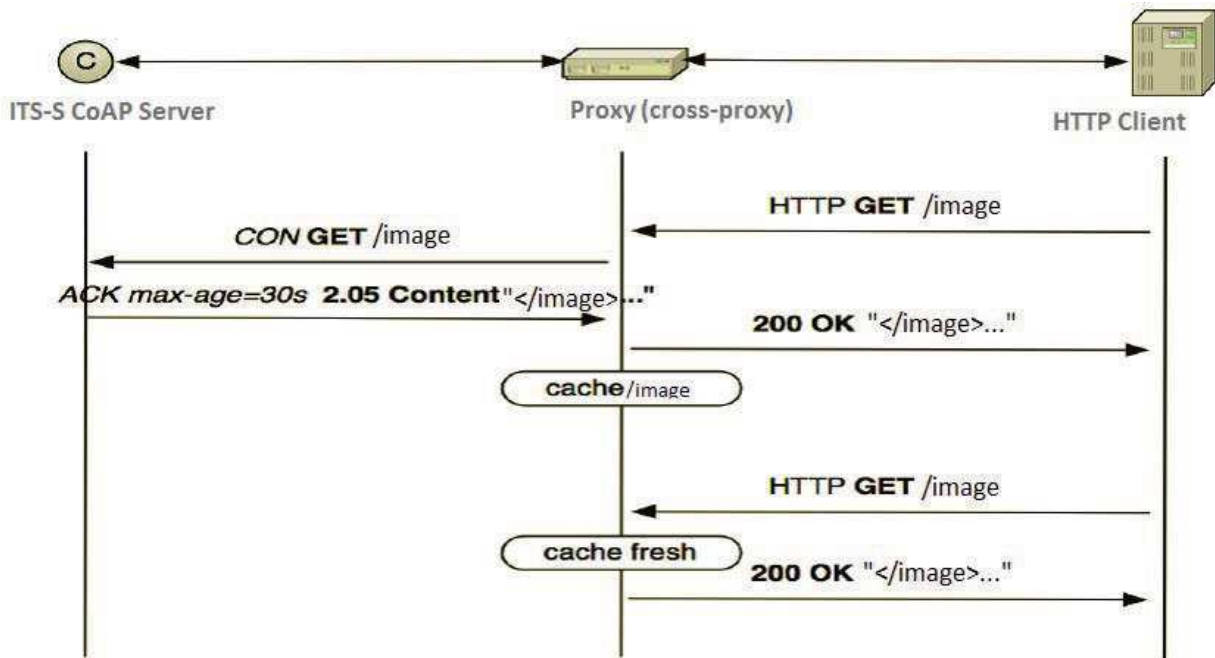 C
ITS-S CoAP Server
Proxy (cross-proxy)
HTTP Client
HTTP GET /image
CON GET /image
ACK max-age=30s 2.05 Content"</image>..."
200 OK "</image>..."
cache/image
HTTP GET /image
cache fresh
200 OK "</image>..."